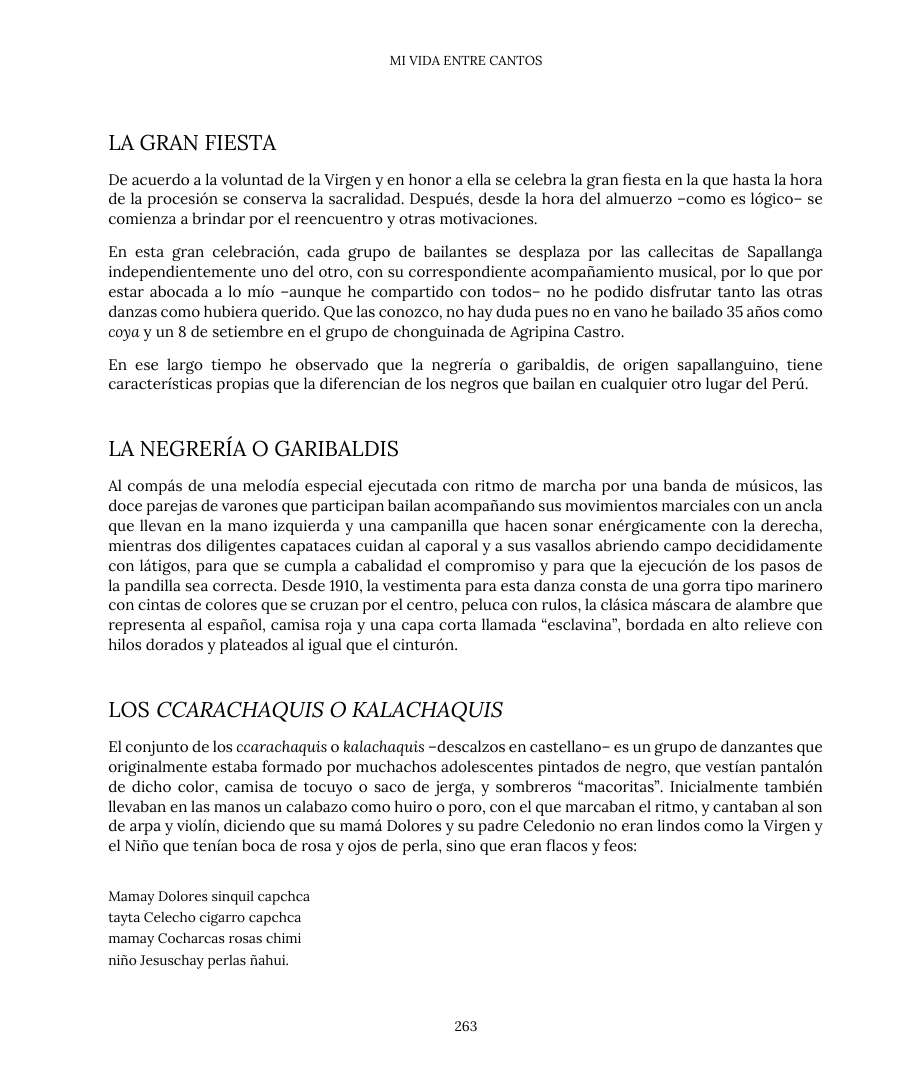 MI VIDA ENTRE CANTOS
LA GRAN FIESTA
De acuerdo a la voluntad de la Virgen y en honor a ella se celebra la gran fiesta en la que hasta la hora
de la procesión se conserva la sacralidad. Después, desde la hora del almuerzo –como es lógico– se
comienza a brindar por el reencuentro y otras motivaciones.
En esta gran celebración, cada grupo de bailantes se desplaza por las callecitas de Sapallanga
independientemente uno del otro, con su correspondiente acompañamiento musical, por lo que por
estar abocada a lo mío –aunque he compartido con todos– no he podido disfrutar tanto las otras
danzas como hubiera querido. Que las conozco, no hay duda pues no en vano he bailado 35 años como
coya y un 8 de setiembre en el grupo de chonguinada de Agripina Castro.
En ese largo tiempo he observado que la negrería o garibaldis, de origen sapallanguino, tiene
características propias que la diferencian de los negros que bailan en cualquier otro lugar del Perú.
LA NEGRERÍA O GARIBALDIS
Al compás de una melodía especial ejecutada con ritmo de marcha por una banda de músicos, las
doce parejas de varones que participan bailan acompañando sus movimientos marciales con un ancla
que llevan en la mano izquierda y una campanilla que hacen sonar enérgicamente con la derecha,
mientras dos diligentes capataces cuidan al caporal y a sus vasallos abriendo campo decididamente
con látigos, para que se cumpla a cabalidad el compromiso y para que la ejecución de los pasos de
la pandilla sea correcta. Desde 1910, la vestimenta para esta danza consta de una gorra tipo marinero
con cintas de colores que se cruzan por el centro, peluca con rulos, la clásica máscara de alambre que
representa al español, camisa roja y una capa corta llamada “esclavina”, bordada en alto relieve con
hilos dorados y plateados al igual que el cinturón.
LOS CCARACHAQUIS O KALACHAQUIS
El conjunto de los ccarachaquis o kalachaquis –descalzos en castellano– es un grupo de danzantes que
originalmente estaba formado por muchachos adolescentes pintados de negro, que vestían pantalón
de dicho color, camisa de tocuyo o saco de jerga, y sombreros “macoritas”. Inicialmente también
llevaban en las manos un calabazo como huiro o poro, con el que marcaban el ritmo, y cantaban al son
de arpa y violín, diciendo que su mamá Dolores y su padre Celedonio no eran lindos como la Virgen y
el Niño que tenían boca de rosa y ojos de perla, sino que eran flacos y feos:
Mamay Dolores sinquil capchca
tayta Celecho cigarro capchca
mamay Cocharcas rosas chimi
niño Jesuschay perlas ñahui.
263